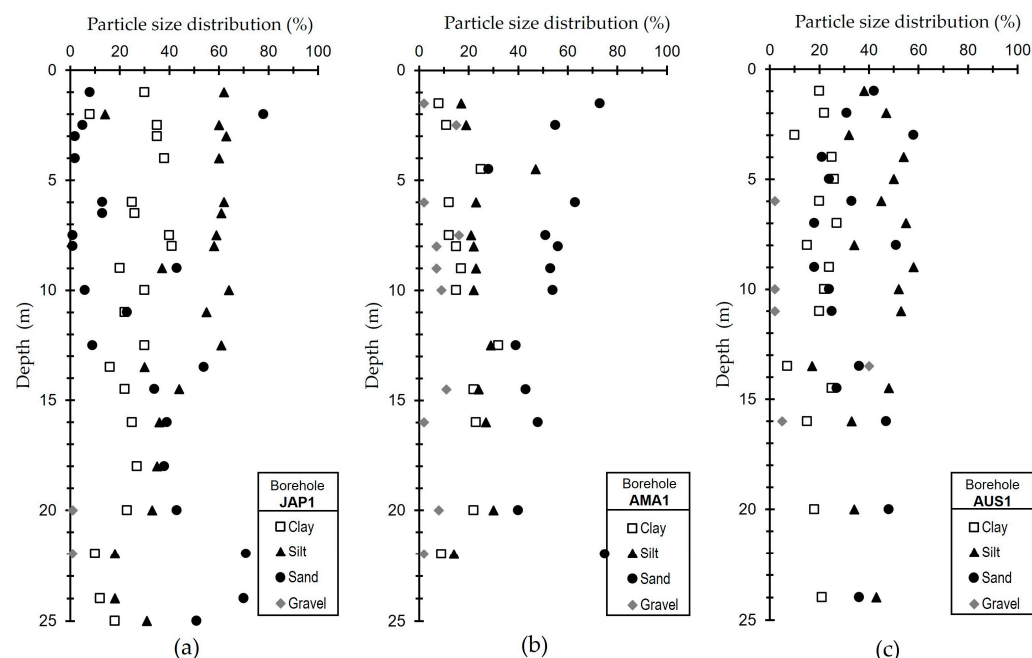 Particle size distribution (%)
0 20 40 60 80 100
0
5
10
15
20
25
Depth (m)
Borehole
JAP1
Clay
Silt
Sand
Gravel
(a)
Particle size distribution (%)
0 20 40 60 80 100
0
5
10
15
20
25
Depth (m)
Borehole
AMA1
Clay
Silt
Sand
Gravel
(b)
Particle size distribution (%)
0 20 40 60 80 100
0
5
10
15
20
25
Depth (m)
Borehole
AUS1
Clay
Silt
Sand
Gravel
(c)